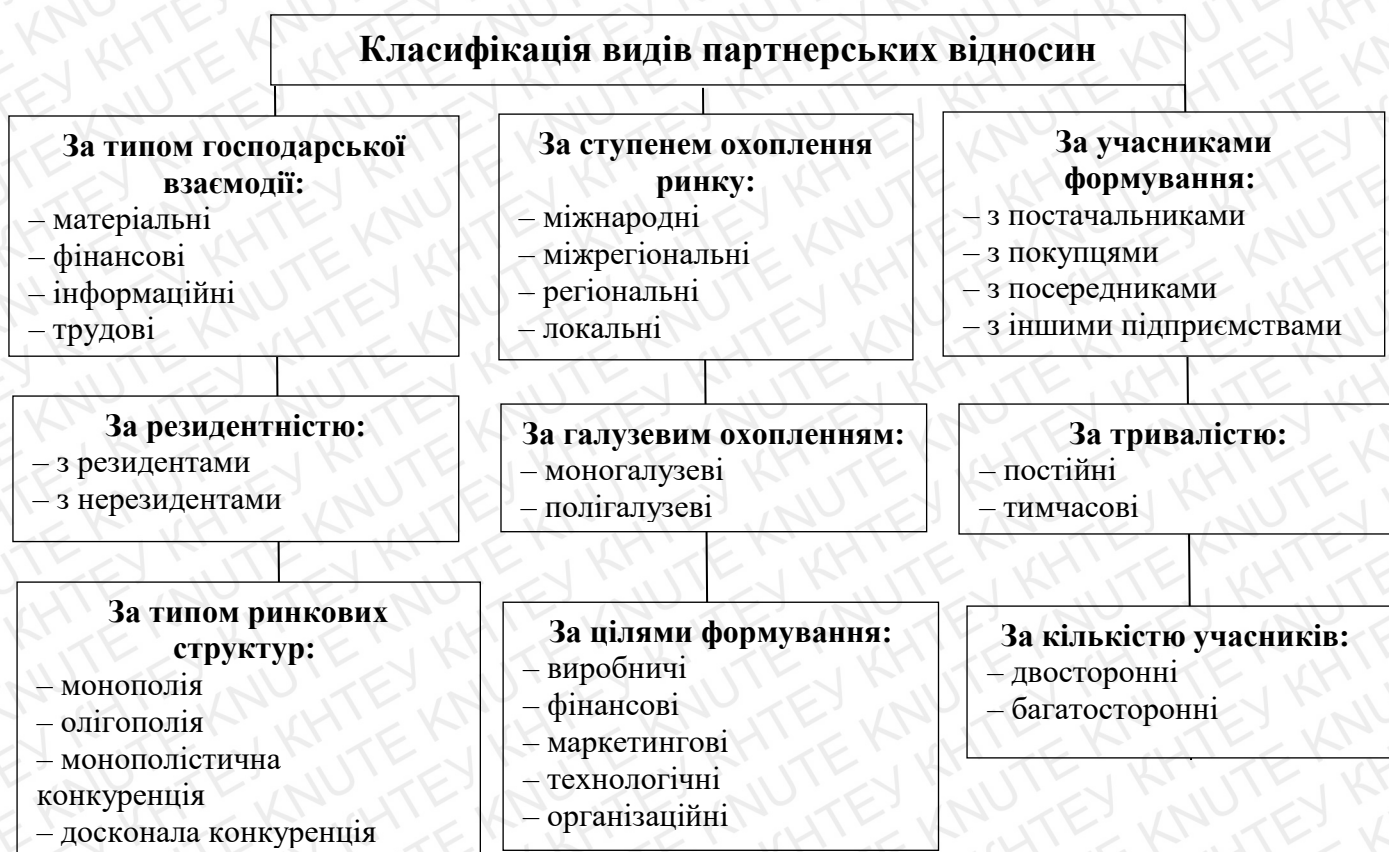 Класифікація видів партнерських відносин
За типом господарської
взаємодії:
– матеріальні
– фінансові
– інформаційні
– трудові
За ступенем охоплення
ринку:
– міжнародні
– міжрегіональні
– регіональні
– локальні
За учасниками
формування:
– з постачальниками
– з покупцями
– з посередниками
– з іншими підприємствами
За резидентністю:
– з резидентами
– з нерезидентами
За галузевим охопленням:
– моногалузеві
– полігалузеві
За тривалістю:
– постійні
– тимчасові
За типом ринкових
структур:
– монополія
– олігополія
– монополістична
конкуренція
– досконала конкуренція
За цілями формування:
– виробничі
– фінансові
– маркетингові
– технологічні
– організаційні
За кількістю учасників:
– двосторонні
– багатосторонні
KNUTE КНТЕУ